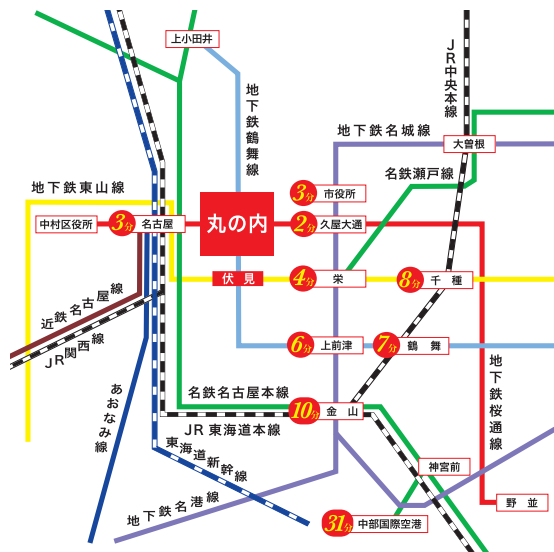 上小田井
JR中央本線
地下鉄鶴舞線
地下鉄名城線
大曽根
名鉄瀬戸線
地下鉄東山線
3分 市役所
中村区役所
3分 名古屋
丸の内
2分 久屋大通
伏見
4分 栄
8分 千種
近鉄名古屋線
JR関西線
6分 上前津
7分 鶴舞
地下鉄桜通線
あおなみ線
名鉄名古屋本線
10分 金山
JR東海道本線
東海道新幹線
神宮前
地下鉄名港線
野並
31分 中部国際空港